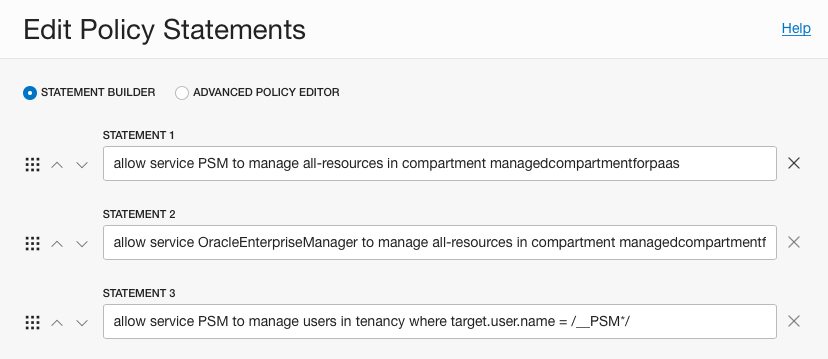 Edit Policy Statements
Help
STATEMENT BUILDER ADVANCED POLICY EDITOR
STATEMENT 1
allow service PSM to manage all-resources in compartment managedcompartmentforpaas
STATEMENT 2
allow service OracleEnterpriseManager to manage all-resources in compartment managedcompartmentf
STATEMENT 3
allow service PSM to manage users in tenancy where target.user.name = /__PSM*/